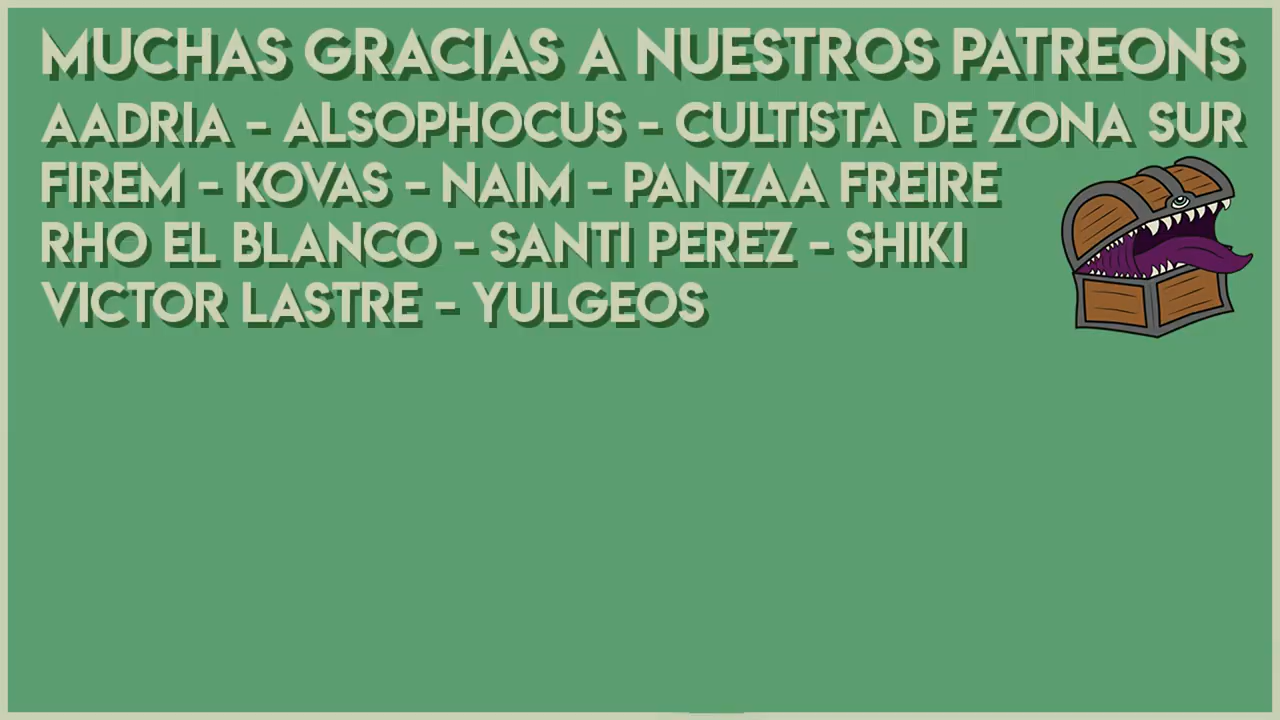 MUCHAS GRACIAS A NUESTROS PATREONS
AADRIA - ALSOPHOCUS - CULTISTA DE ZONA SUR
FIREM - KOVAS - NAIM - PANZAA FREIRE
RHO EL BLANCO - SANTI PEREZ - SHIKI
VICTOR LASTRE - YULGEOS